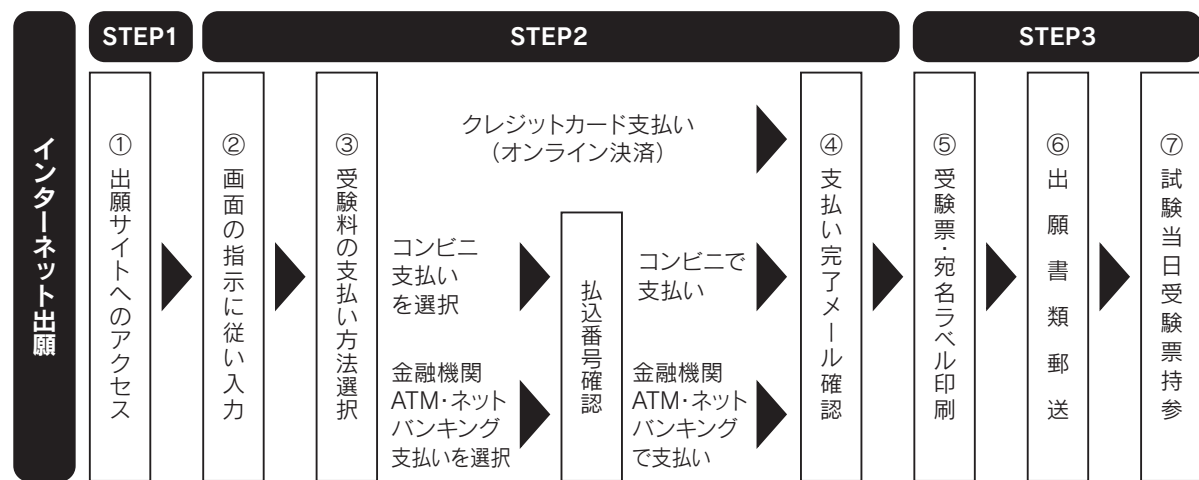 インターネット出願
STEP1
STEP2
STEP3
①出願サイトへのアクセス
②画面の指示に従い入力
③受験料の支払い方法選択
クレジットカード支払い
（オンライン決済）
コンビニ
支払い
を選択
金融機関
ATM・ネット
バンキング
支払いを選択
払込番号確認
コンビニで
支払い
金融機関
ATM・ネット
バンキング
で支払い
④支払い完了メール確認
⑤受験票・宛名ラベル印刷
⑥出願書類郵送
⑦試験当日受験票持参